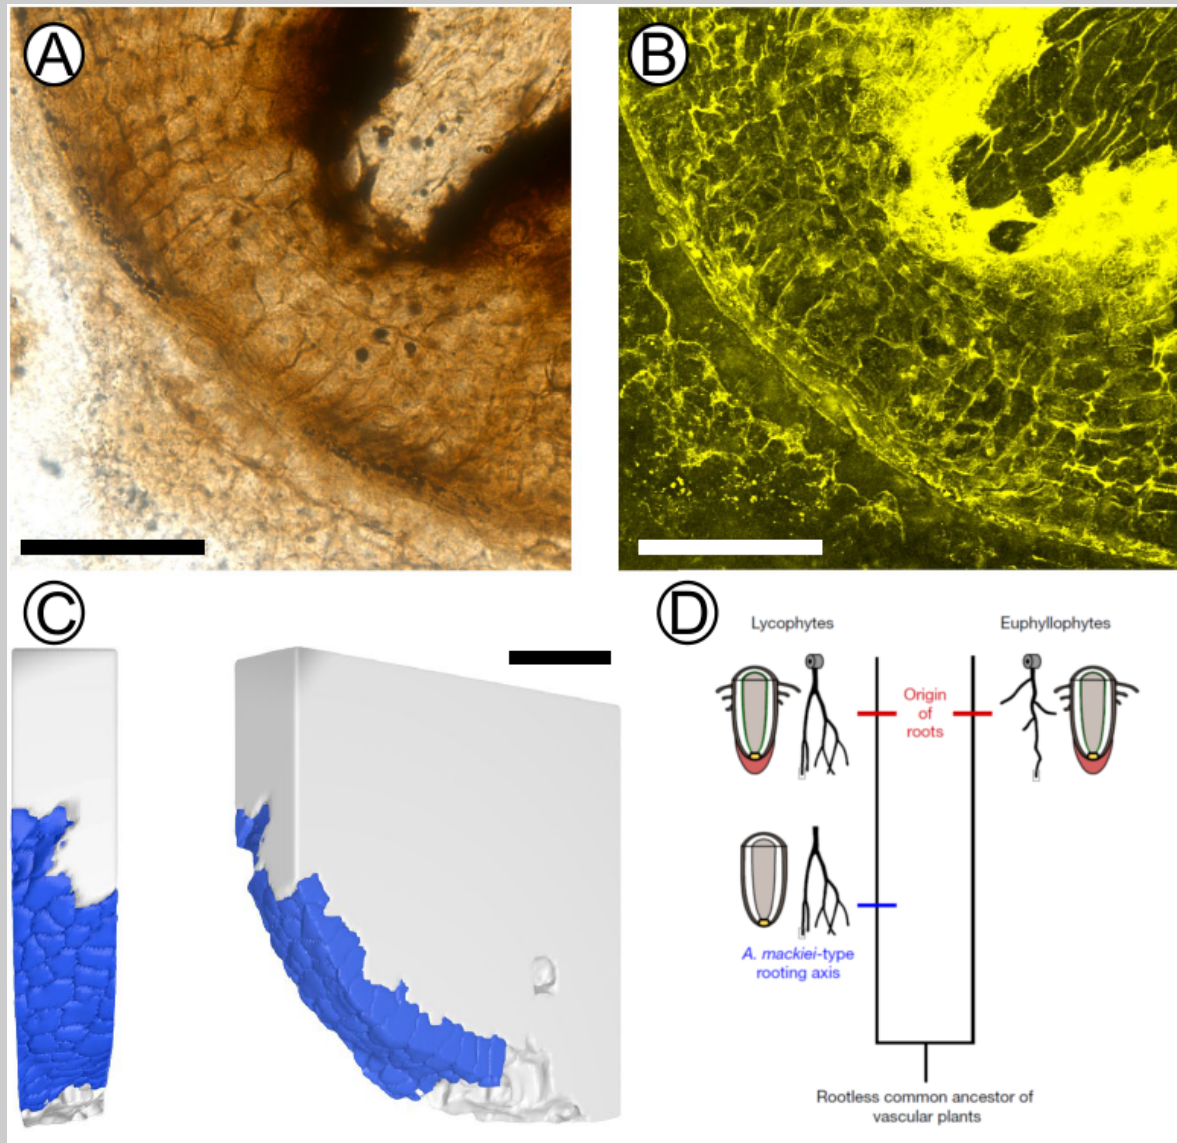 A
B
C
D
Lycophytes
Euphyllophytes
Origin
of
roots
A. mackiei-type
rooting axis
Rootless common ancestor of
vascular plants